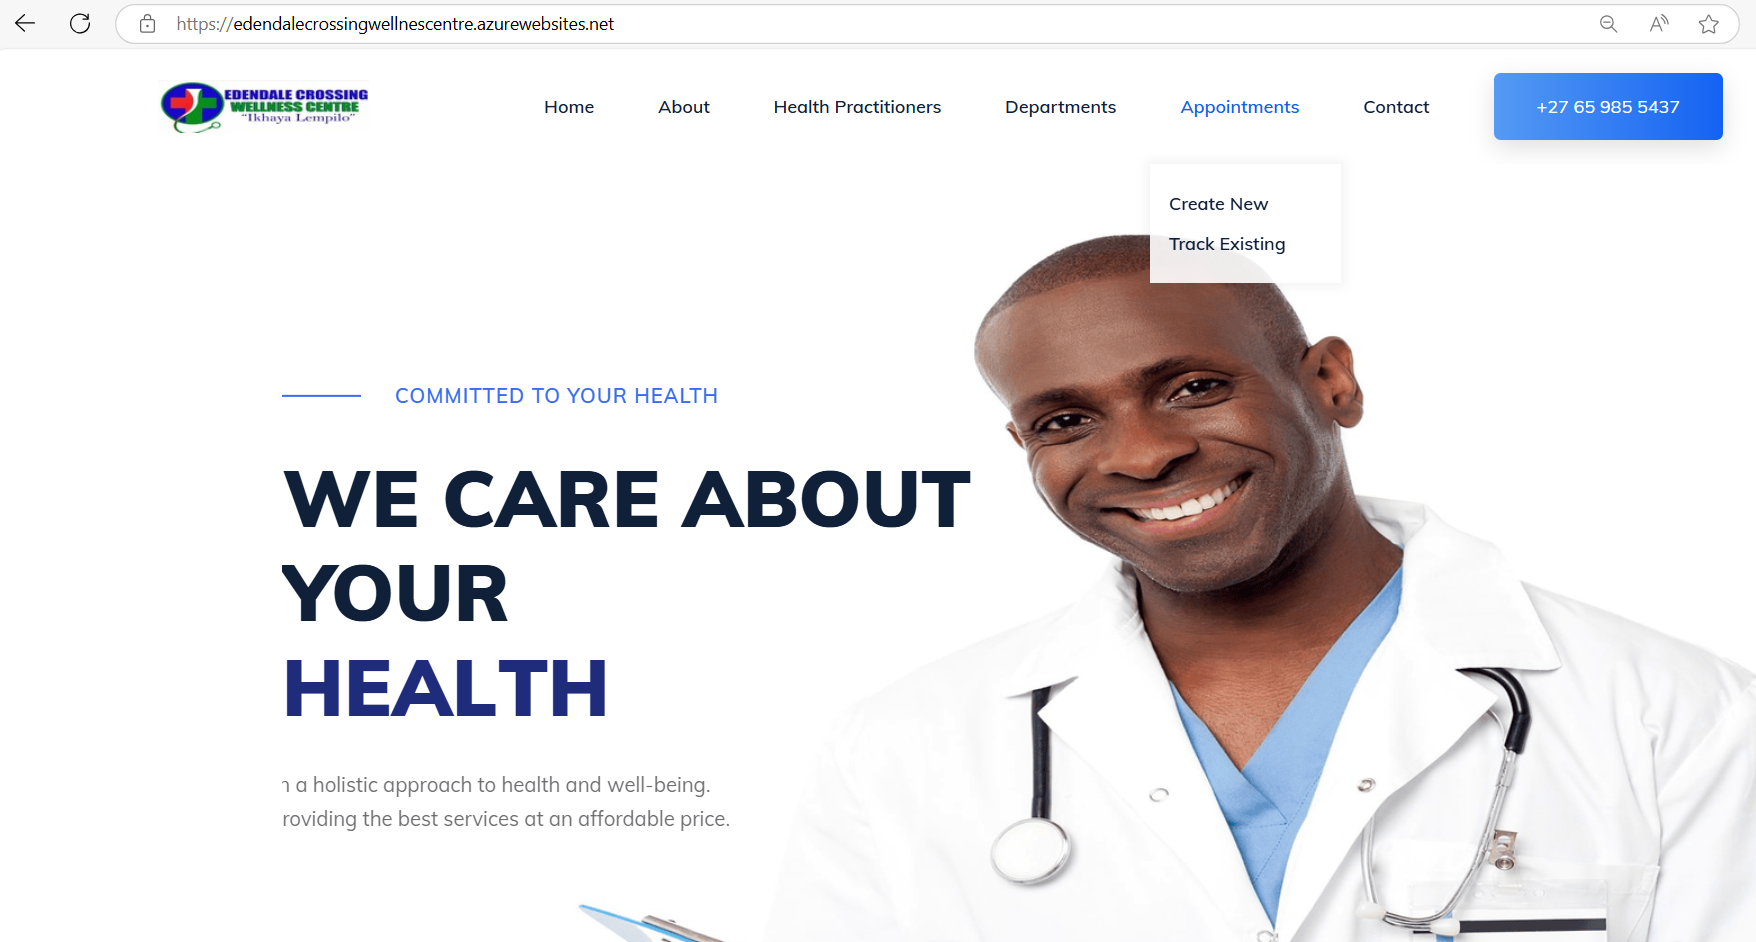 https://edendalecrossingwellnescentre.azurewebsites.net
EDENDALE CROSSING
WELLNESS CENTRE
"Ikhaya Lempilo"
Home
About
Health Practitioners
Departments
Appointments
Contact
+27 65 985 5437
Create New
Track Existing
COMMITTED TO YOUR HEALTH
WE CARE ABOUT
YOUR
HEALTH
a holistic approach to health and well-being.
roviding the best services at an affordable price.